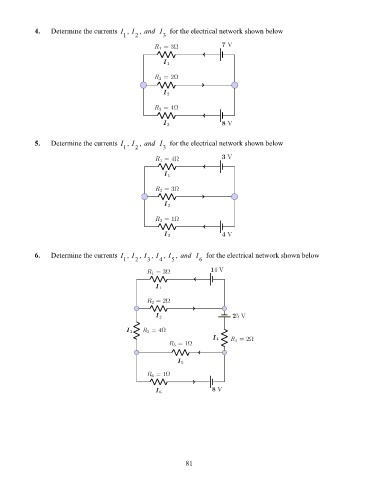 4. Determine the currents I1 , I2 , and I3 for the electrical network shown below
R1 = 3Ω 7 V
I1
R2 = 2Ω
I2
R3 = 4Ω
I3 8 V
5. Determine the currents I1 , I2 , and I3 for the electrical network shown below
R1 = 4Ω 3 V
I1
R2 = 3Ω
I2
R3 = 1Ω
I3 4 V
6. Determine the currents I1 , I2 , I3 , I4 , I5 , and I6 for the electrical network shown below
R1 = 3Ω 14 V
I1
R2 = 2Ω
I2 25 V
I3 R3 = 4Ω
I4 R4 = 2Ω
R5 = 1Ω
I5
R6 = 1Ω
I6 8 V
81